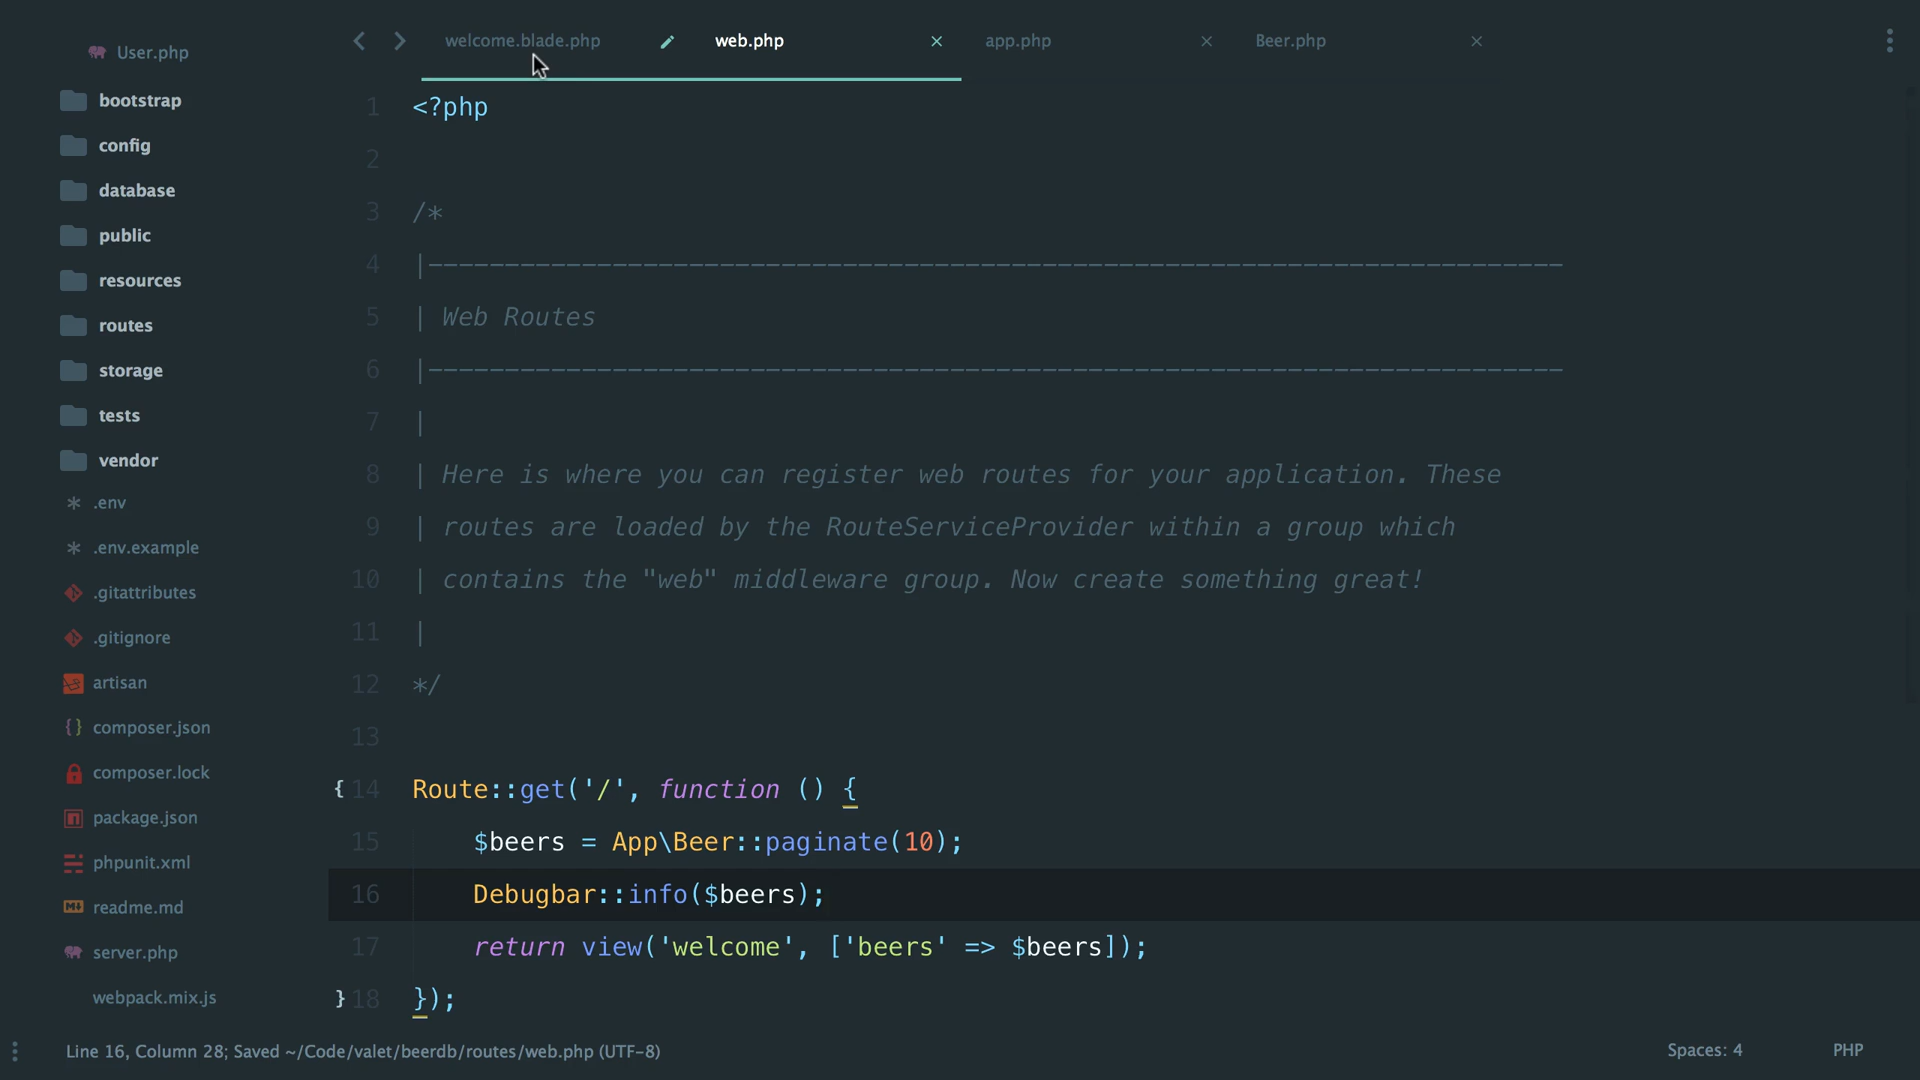 User.php
bootstrap
config
database
public
resources
routes
storage
tests
vendor
.env
.env.example
.gitattributes
.gitignore
artisan
composer.json
composer.lock
package.json
phpunit.xml
readme.md
server.php
webpack.mix.js
welcome.blade.php
web.php
app.php
Beer.php
1 <?php
2
3 /*
4 |--------------------------------------------------------------------------
5 | Web Routes
6 |--------------------------------------------------------------------------
7 |
8 | Here is where you can register web routes for your application. These
9 | routes are loaded by the RouteServiceProvider within a group which
10 | contains the "web" middleware group. Now create something great!
11 |
12 */
13
{ 14 Route::get('/', function () {
15 $beers = App\Beer::paginate(10);
16 Debugbar::info($beers);
17 return view('welcome', ['beers' => $beers]);
} 18 });
Line 16, Column 28; Saved ~/Code/valet/beerdb/routes/web.php (UTF-8)
Spaces: 4
PHP